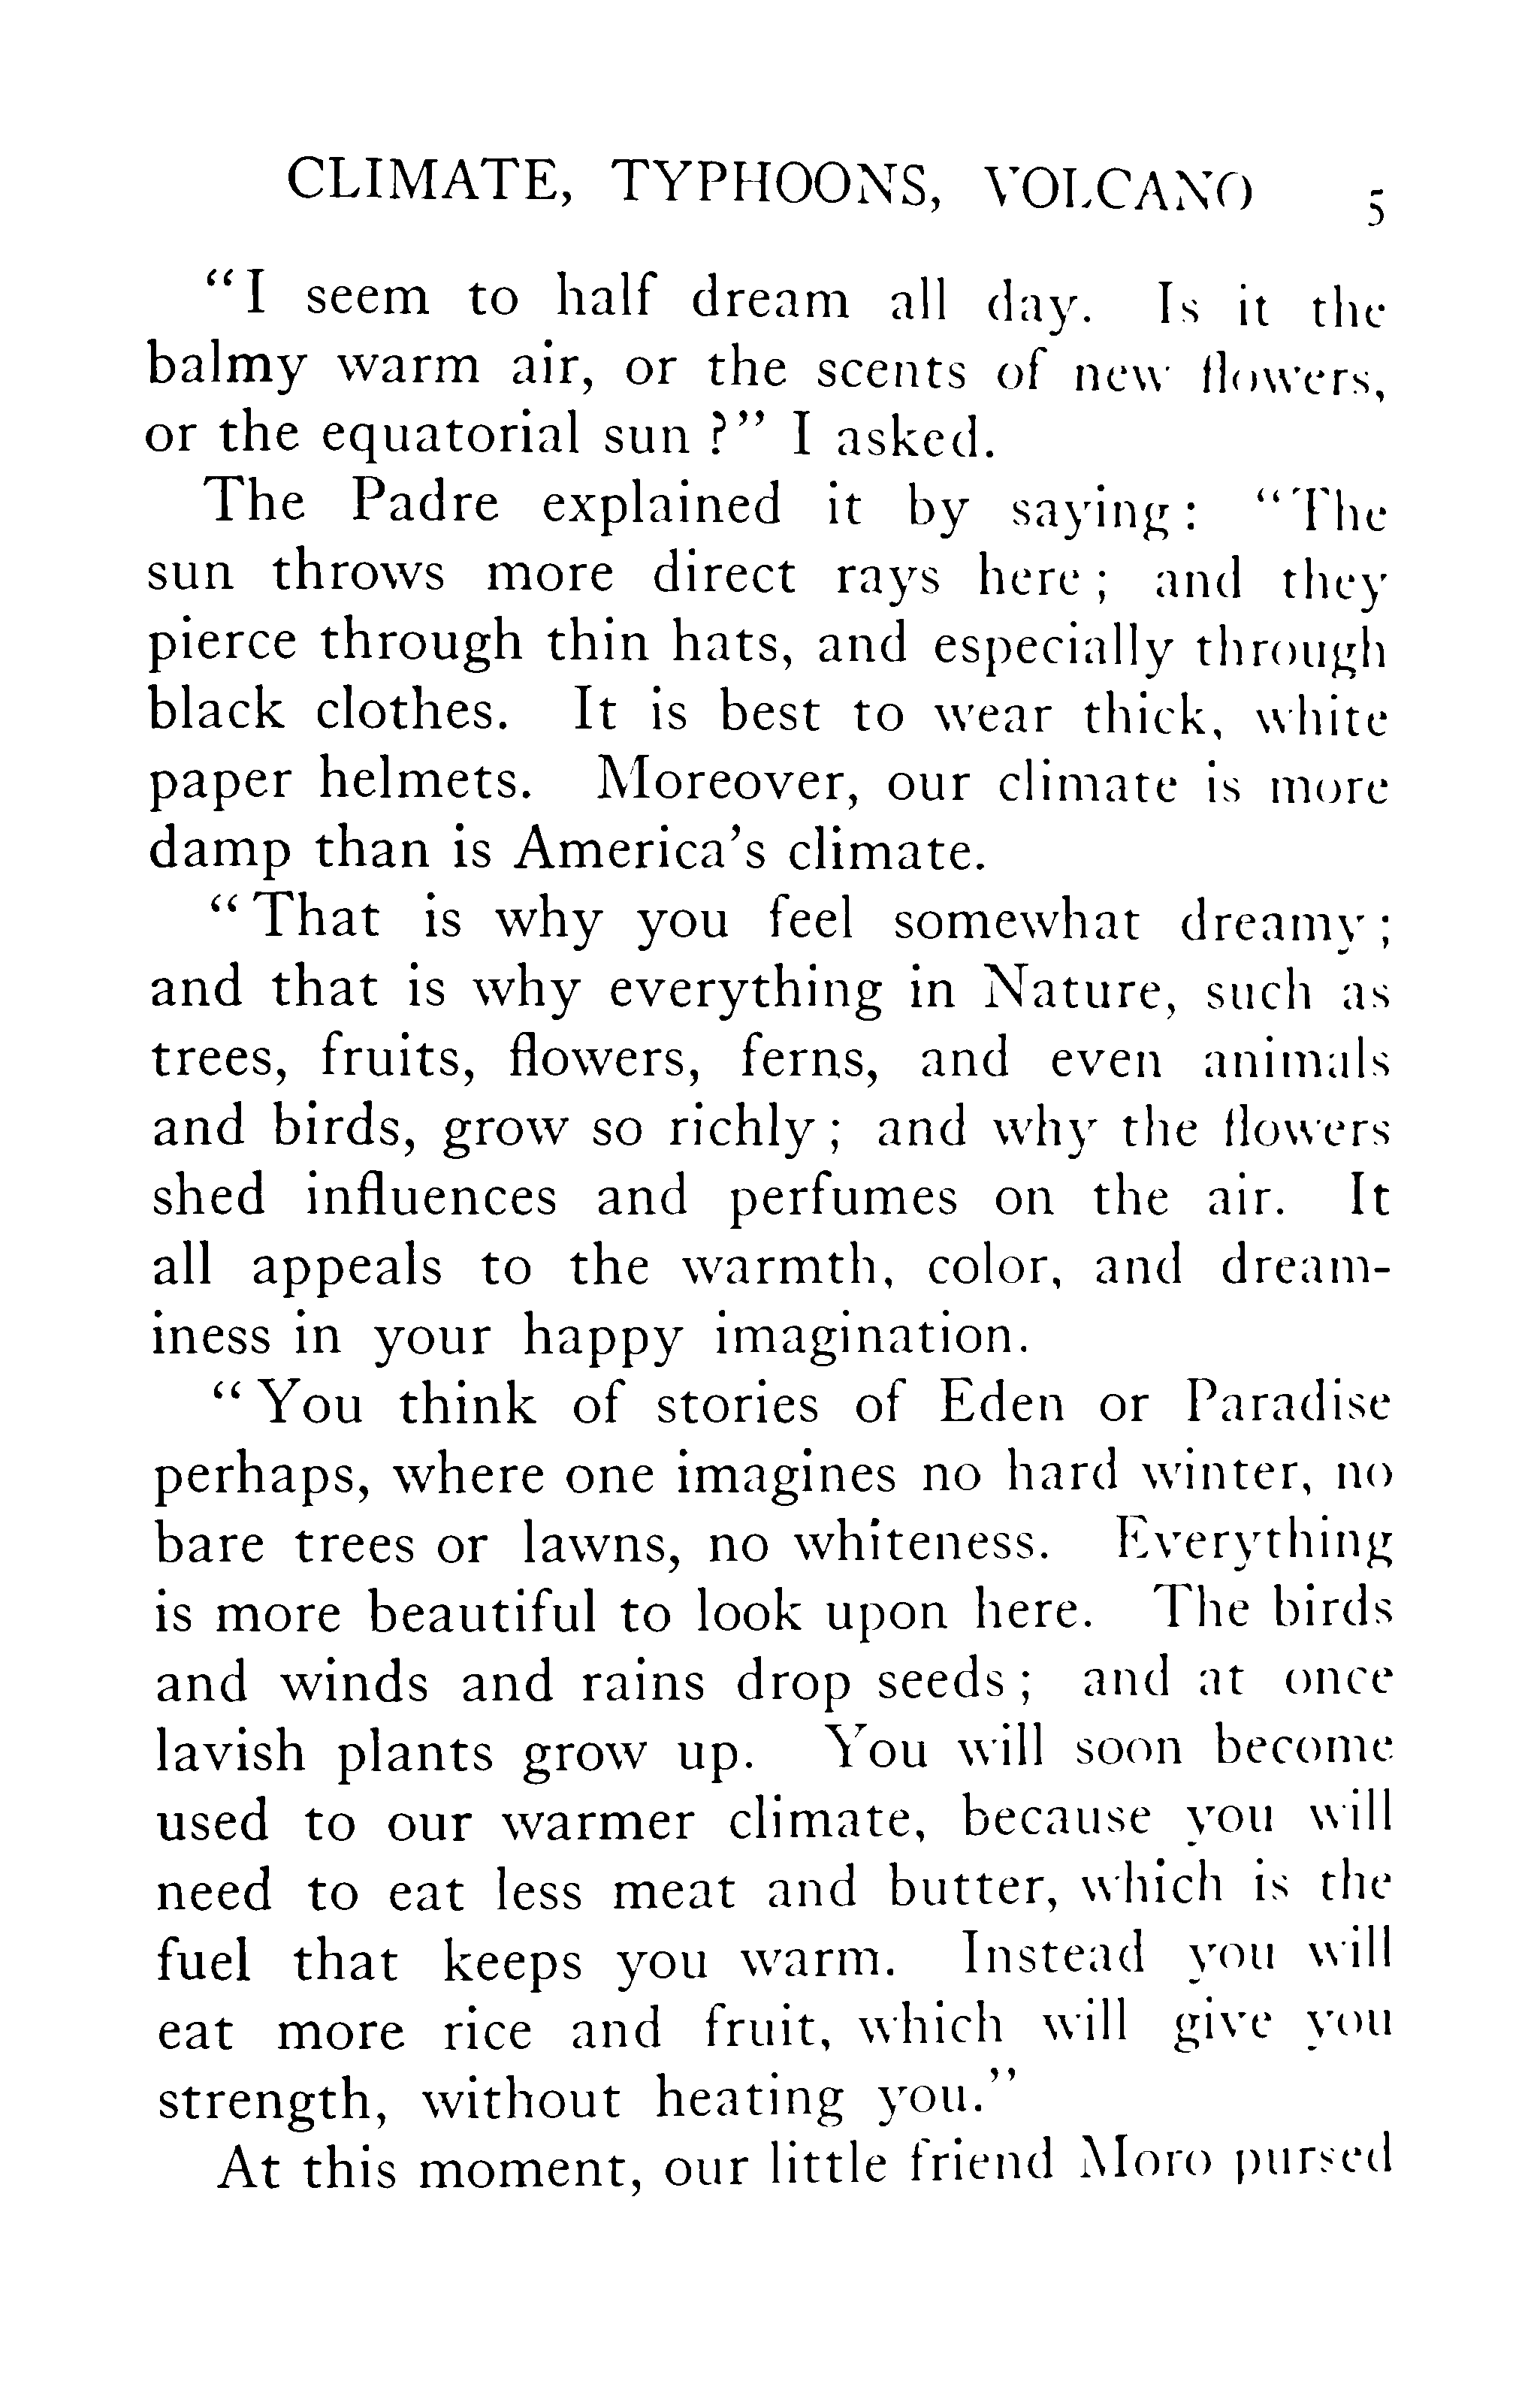 CLIMATE, TYPHOONS, VOLCANO 5
"I seem to half dream all day. Is it the
balmy warm air, or the scents of new flowers,
or the equatorial sun ?" I asked.
The Padre explained it by saying: "The
sun throws more direct rays here ; and they
pierce through thin hats, and especially through
black clothes. It is best to wear thick, white
paper helmets. Moreover, our climate is more
damp than is America's climate.
"That is why you feel somewhat dreamy ;
and that is why everything in Nature, such as
trees, fruits, flowers, ferns, and even animals
and birds, grow so richly ; and why the flowers
shed influences and perfumes on the air. It
all appeals to the warmth, color, and dream-
iness in your happy imagination.
"You think of stories of Eden or Paradise
perhaps, where one imagines no hard winter, no
bare trees or lawns, no whiteness. Everything
is more beautiful to look upon here. The birds
and winds and rains drop seeds ; and at once
lavish plants grow up. You will soon become
used to our warmer climate, because you will
need to eat less meat and butter, which is the
fuel that keeps you warm. Instead you will
eat more rice and fruit, which will give you
strength, without heating you."
At this moment, our little friend Moro pursed